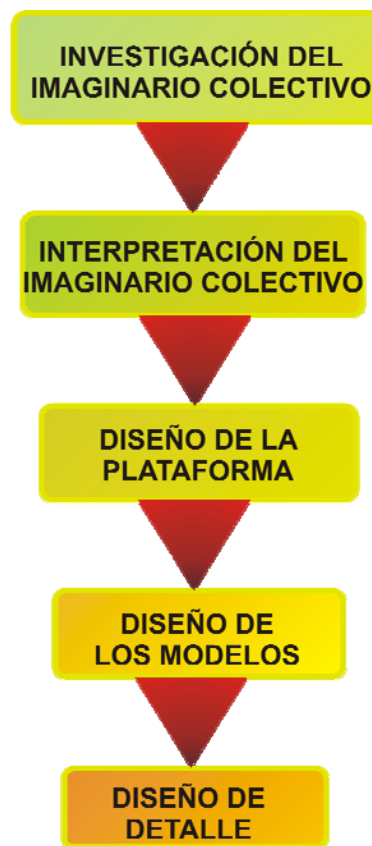 INVESTIGACIÓN DEL
IMAGINARIO COLECTIVO
INTERPRETACIÓN DEL
IMAGINARIO COLECTIVO
DISEÑO DE LA
PLATAFORMA
DISEÑO DE
LOS MODELOS
DISEÑO DE
DETALLE